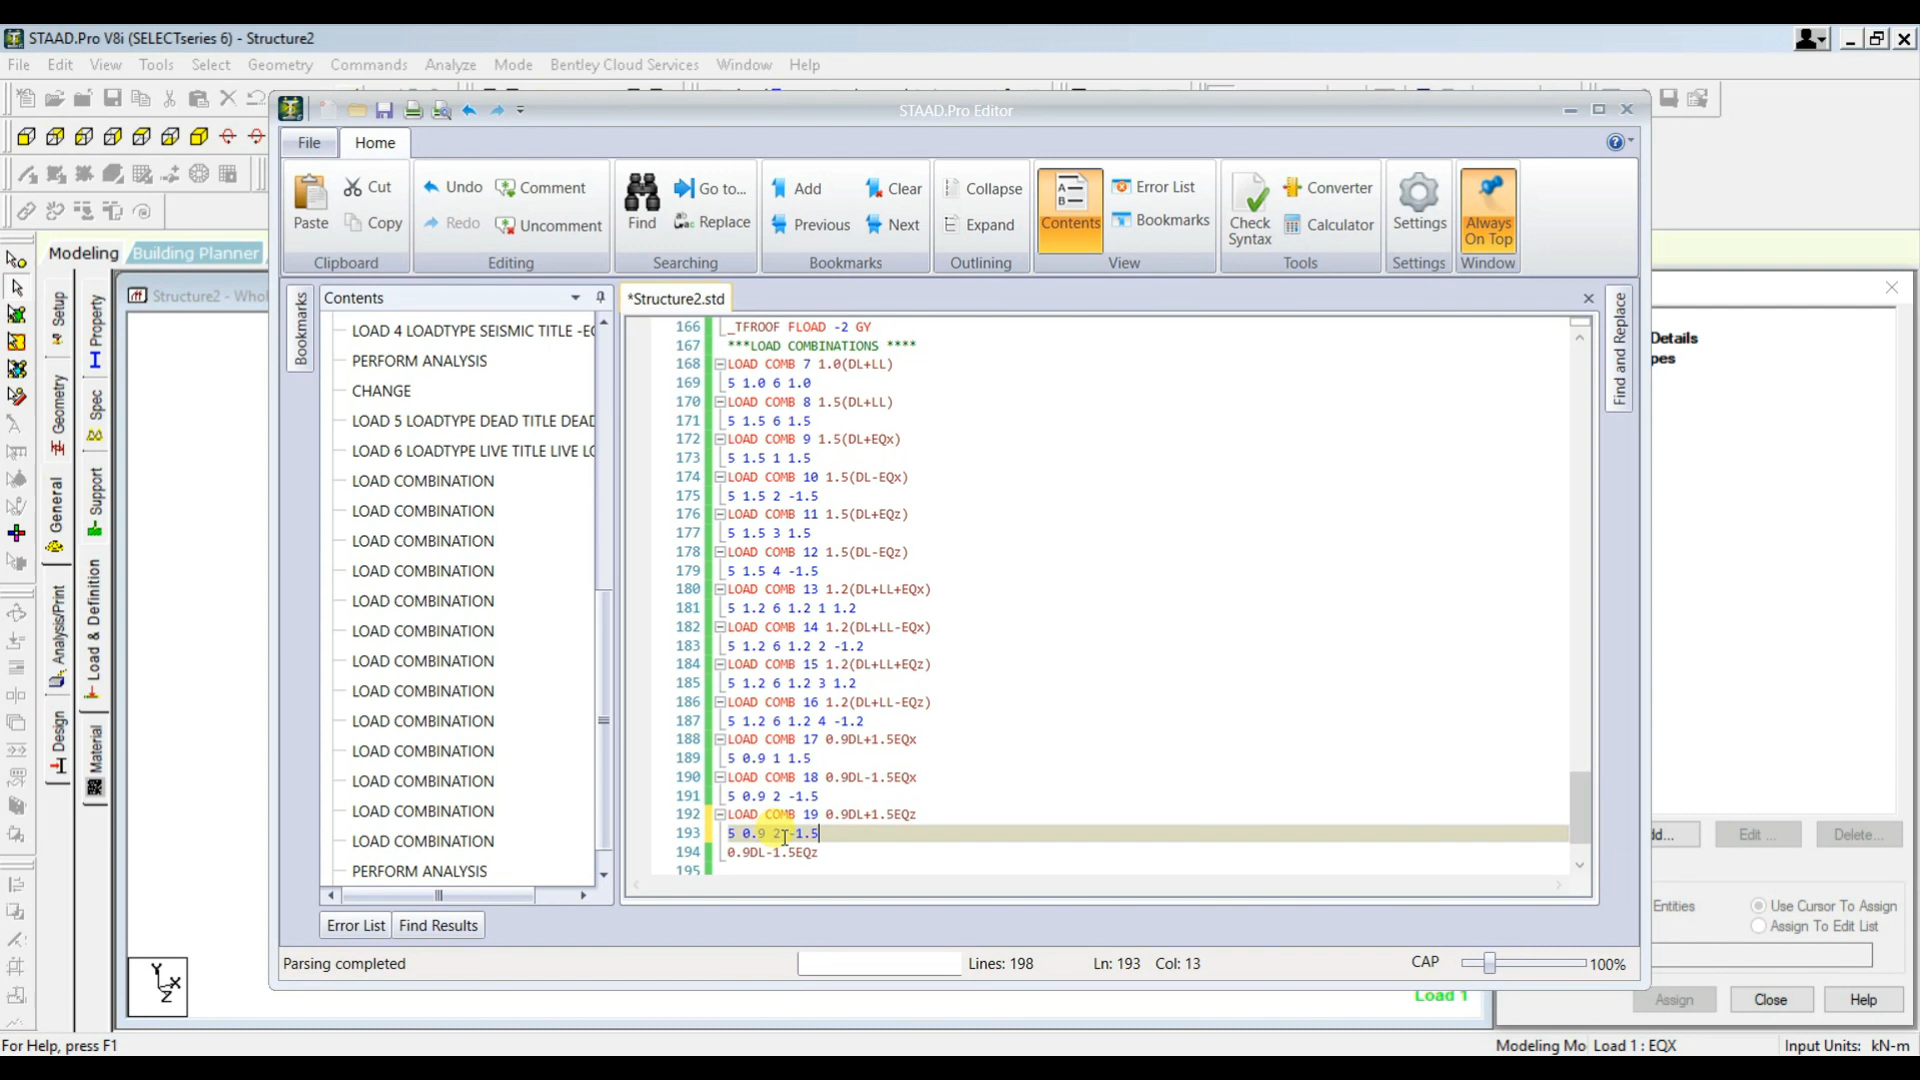 STAAD.Pro V8i (SELECTseries 6) - Structure2
File Edit View Tools Select Geometry Commands Analyze Mode Bentley Cloud Services Window Help
STAAD.Pro Editor
File Home
Paste Cut Copy Clipboard
Undo Redo Comment Uncomment Editing
Find Go to... Replace Searching
Add Previous Clear Next Bookmarks
Collapse Expand Outlining
Contents Error List Bookmarks View
Check Syntax Converter Calculator Tools
Settings Settings
Always On Top Window
Modeling Building Planner
Structure2 - Whol
Setup
Geometry
General
Analysis/Print
Design
Property
Spec
Support
Load & Definition
Material
Bookmarks
Contents
LOAD 4 LOADTYPE SEISMIC TITLE -EQ
PERFORM ANALYSIS
CHANGE
LOAD 5 LOADTYPE DEAD TITLE DEAD
LOAD 6 LOADTYPE LIVE TITLE LIVE LO
LOAD COMBINATION
LOAD COMBINATION
LOAD COMBINATION
LOAD COMBINATION
LOAD COMBINATION
LOAD COMBINATION
LOAD COMBINATION
LOAD COMBINATION
LOAD COMBINATION
LOAD COMBINATION
LOAD COMBINATION
LOAD COMBINATION
LOAD COMBINATION
PERFORM ANALYSIS
*Structure2.std
166 _TFROOF FLOAD -2 GY
167 ***LOAD COMBINATIONS ****
168 LOAD COMB 7 1.0(DL+LL)
169 5 1.0 6 1.0
170 LOAD COMB 8 1.5(DL+LL)
171 5 1.5 6 1.5
172 LOAD COMB 9 1.5(DL+EQx)
173 5 1.5 1 1.5
174 LOAD COMB 10 1.5(DL-EQx)
175 5 1.5 2 -1.5
176 LOAD COMB 11 1.5(DL+EQz)
177 5 1.5 3 1.5
178 LOAD COMB 12 1.5(DL-EQz)
179 5 1.5 4 -1.5
180 LOAD COMB 13 1.2(DL+LL+EQx)
181 5 1.2 6 1.2 1 1.2
182 LOAD COMB 14 1.2(DL+LL-EQx)
183 5 1.2 6 1.2 2 -1.2
184 LOAD COMB 15 1.2(DL+LL+EQz)
185 5 1.2 6 1.2 3 1.2
186 LOAD COMB 16 1.2(DL+LL-EQz)
187 5 1.2 6 1.2 4 -1.2
188 LOAD COMB 17 0.9DL+1.5EQx
189 5 0.9 1 1.5
190 LOAD COMB 18 0.9DL-1.5EQx
191 5 0.9 2 -1.5
192 LOAD COMB 19 0.9DL+1.5EQz
193 5 0.9 2 -1.5
194 0.9DL-1.5EQz
195
Find and Replace
Details
pes
dd... Edit ... Delete...
Entities Use Cursor To Assign
Assign To Edit List
Assign Close Help
Error List Find Results
Parsing completed Lines: 198 Ln: 193 Col: 13 CAP 100%
Y X Z
Load 1
For Help, press F1 Modeling Mo Load 1 : EQX Input Units: kN-m